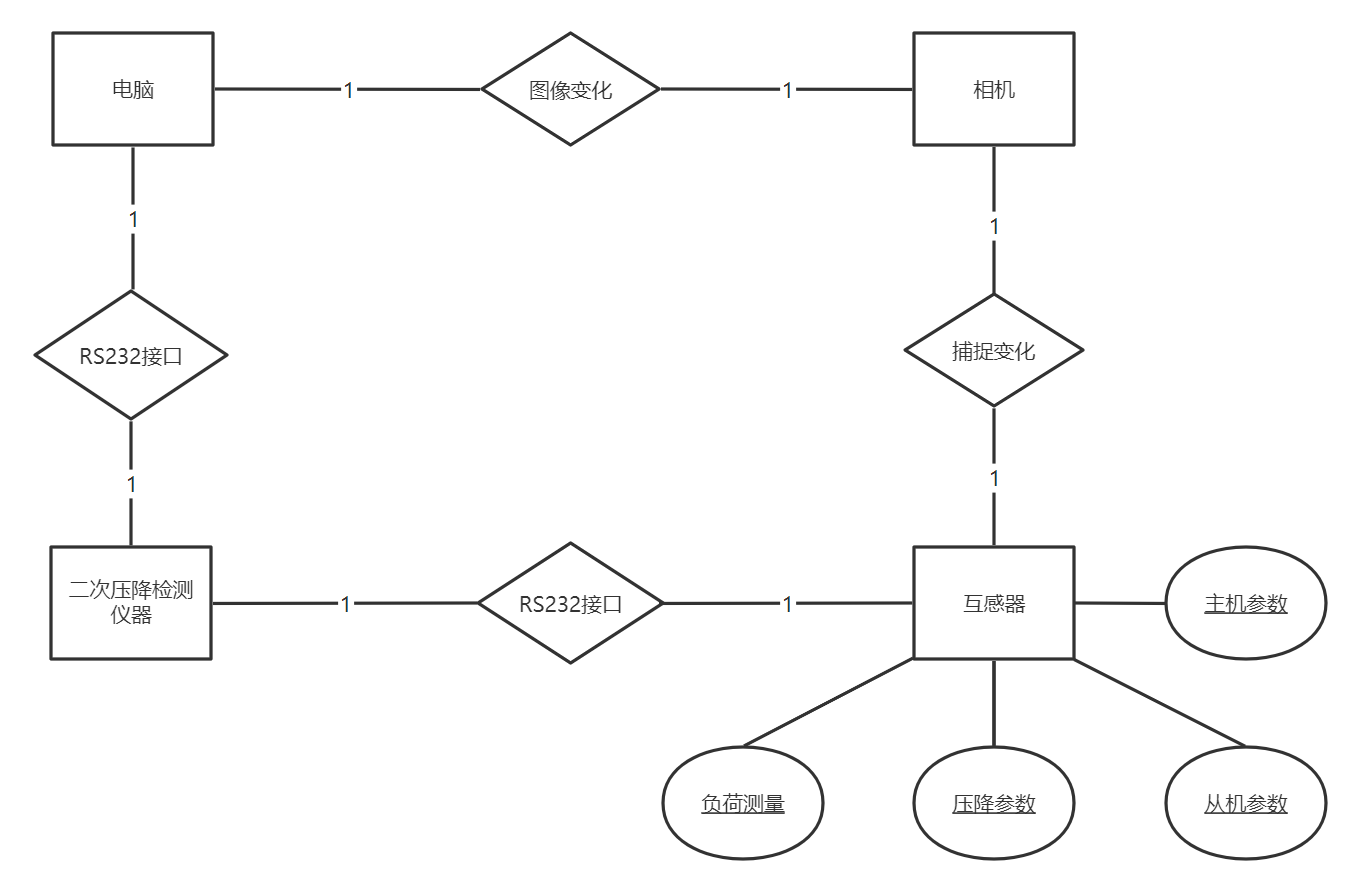 电脑
1
图像变化
1
相机
1
1
RS232接口
捕捉变化
1
1
二次压降检测
仪器
1
RS232接口
1
互感器
主机参数
负荷测量
压降参数
从机参数